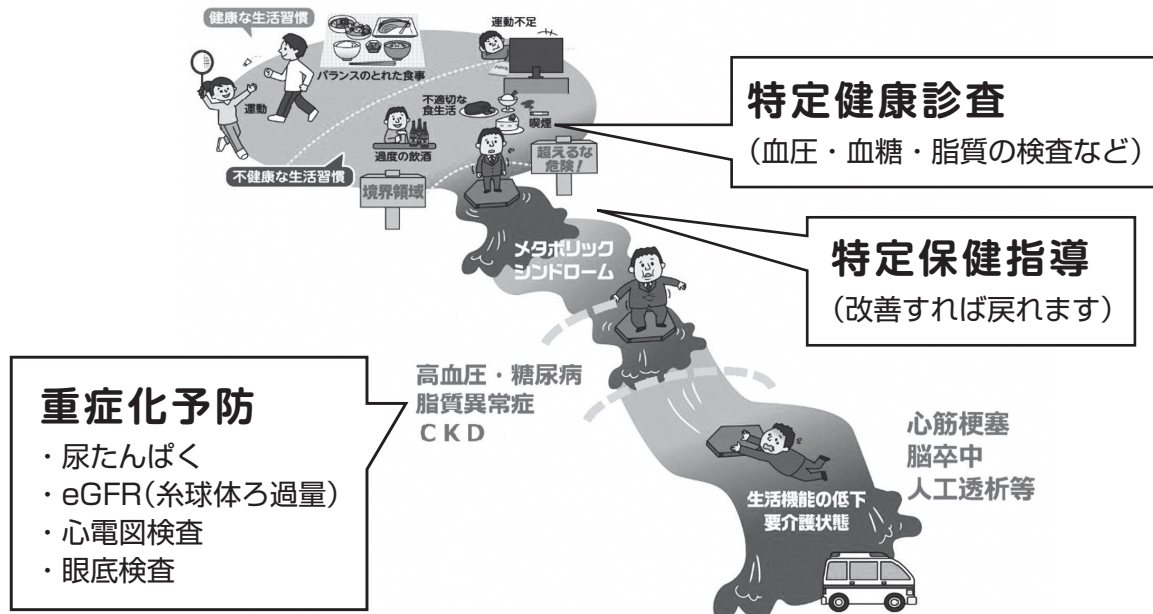 健康な生活習慣
運動
バランスのとれた食事
運動不足
不適切な
食生活
喫煙
過度の飲酒
不健康な生活習慣
境界領域
超えるな
危険!
特定健康診査
(血圧・血糖・脂質の検査など)
メタボリック
シンドローム
特定保健指導
(改善すれば戻れます)
重症化予防
・尿たんぱく
・eGFR(糸球体ろ過量)
・心電図検査
・眼底検査
高血圧・糖尿病
脂質異常症
CKD
心筋梗塞
脳卒中
人工透析等
生活機能の低下
要介護状態